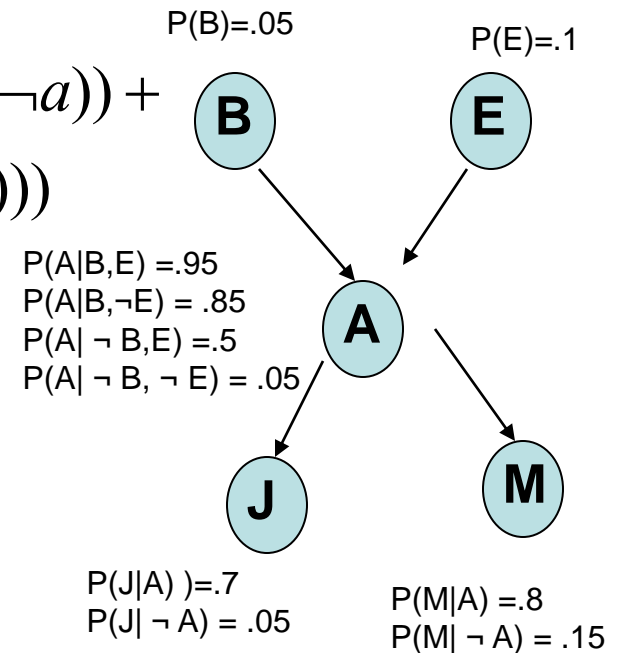 P(B)=.05
P(E)=.1
¬a)) +
)))
B
E
P(A|B,E) =.95
P(A|B,¬E) = .85
P(A| ¬ B,E) =.5
P(A| ¬ B, ¬ E) = .05
A
J
M
P(J|A) )=.7
P(J| ¬ A) = .05
P(M|A) =.8
P(M| ¬ A) = .15